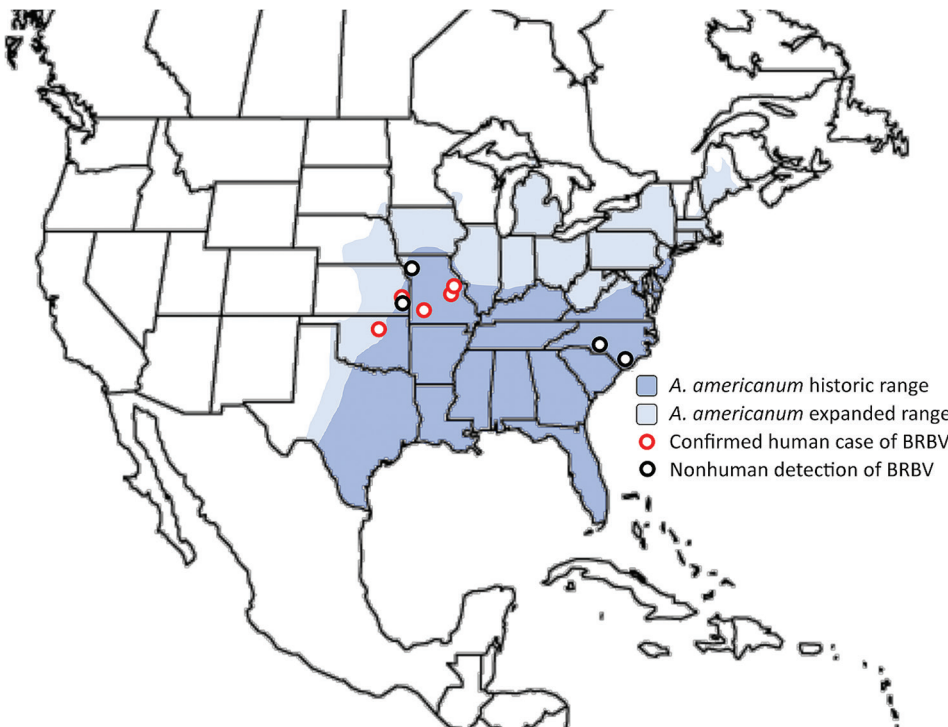 A. americanum historic range
A. americanum expanded range
Confirmed human case of BRBV
Nonhuman detection of BRBV